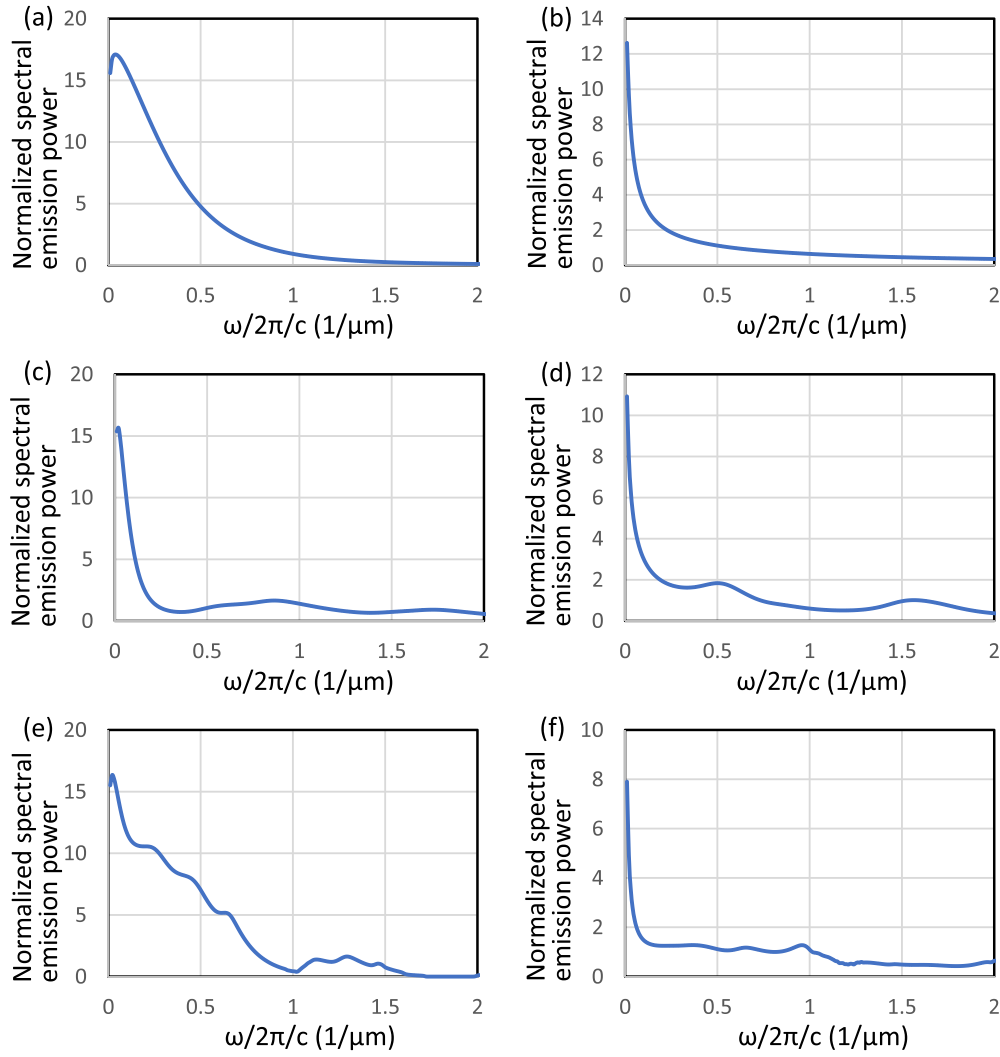 (a)
20
15
10
5
0
Normalized spectral
emission power
0 0.5 1 1.5 2
ω/2π/c (1/μm)
(b)
14
12
10
8
6
4
2
0
Normalized spectral
emission power
0 0.5 1 1.5 2
ω/2π/c (1/μm)
(c)
20
15
10
5
0
Normalized spectral
emission power
0 0.5 1 1.5 2
ω/2π/c (1/μm)
(d)
12
10
8
6
4
2
0
Normalized spectral
emission power
0 0.5 1 1.5 2
ω/2π/c (1/μm)
(e)
20
15
10
5
0
Normalized spectral
emission power
0 0.5 1 1.5 2
ω/2π/c (1/μm)
(f)
10
8
6
4
2
0
Normalized spectral
emission power
0 0.5 1 1.5 2
ω/2π/c (1/μm)